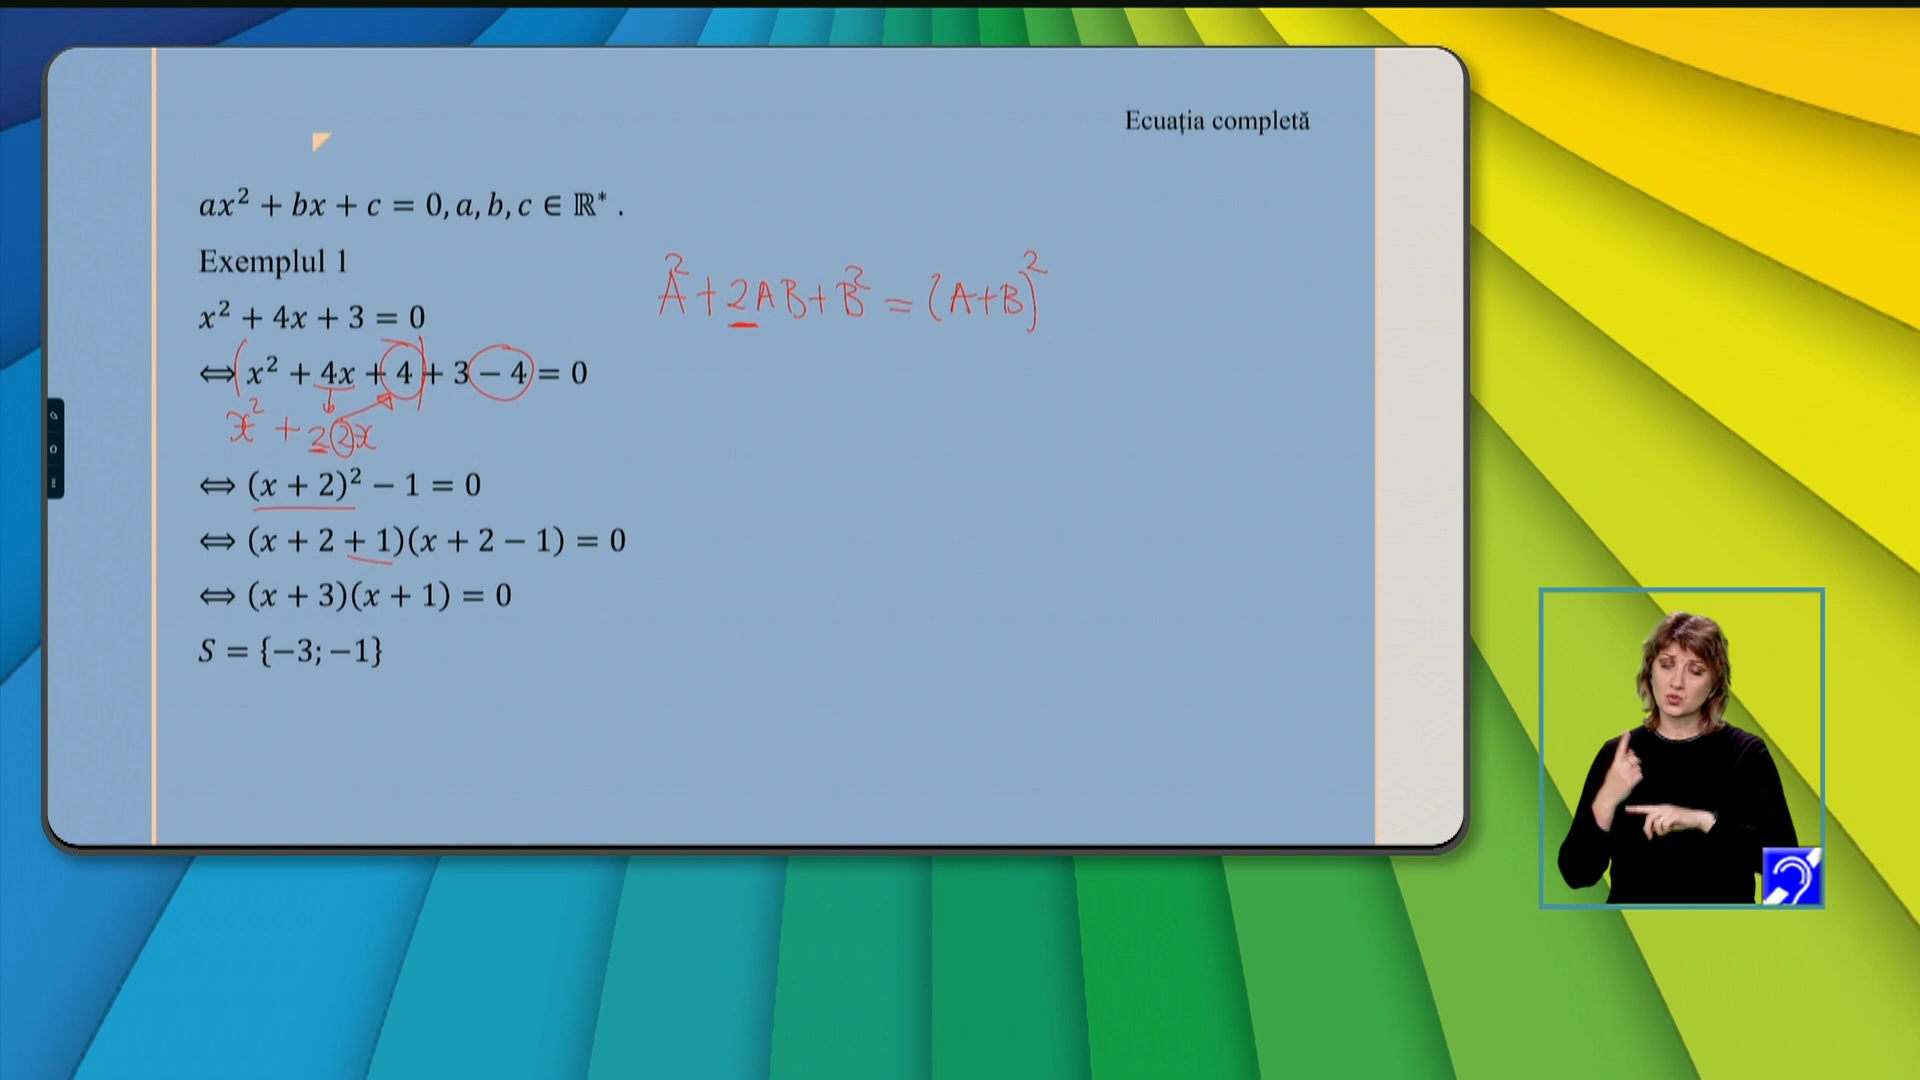 Ecuația completă
ax² + bx + c = 0, a, b, c ∈ ℝ* .
Exemplul 1
A² + 2AB + B² = (A+B)²
x² + 4x + 3 = 0
⟺ (x² + 4x + 4) + 3 − 4 = 0
x² + 2 2x
⟺ (x + 2)² − 1 = 0
⟺ (x + 2 + 1)(x + 2 − 1) = 0
⟺ (x + 3)(x + 1) = 0
S = {−3; −1}